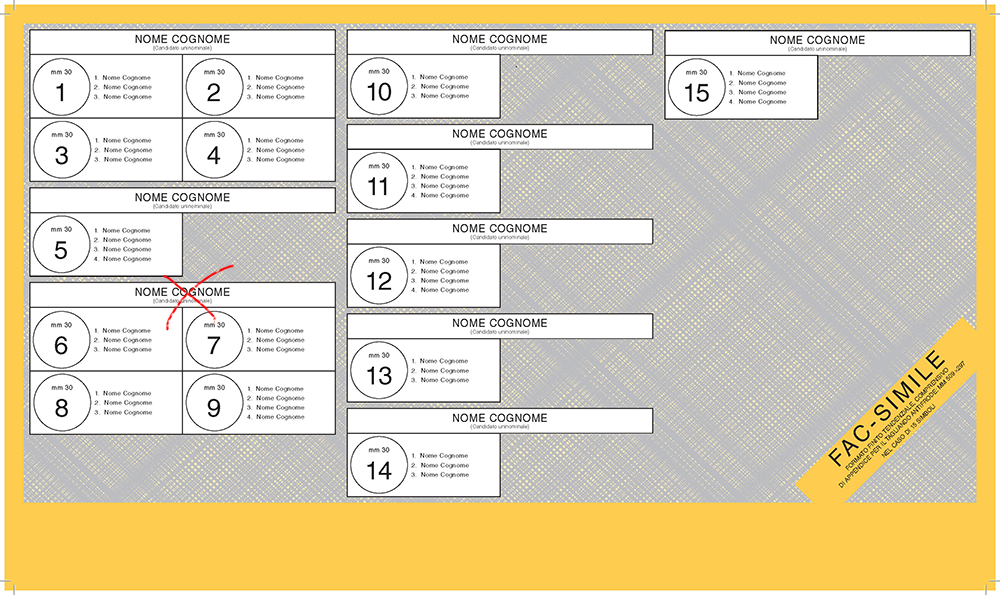 NOME COGNOME
(Candidato uninominale)
mm 30
1
1. Nome Cognome
2. Nome Cognome
3. Nome Cognome
mm 30
2
1. Nome Cognome
2. Nome Cognome
3. Nome Cognome
mm 30
3
1. Nome Cognome
2. Nome Cognome
3. Nome Cognome
mm 30
4
1. Nome Cognome
2. Nome Cognome
3. Nome Cognome
NOME COGNOME
(Candidato uninominale)
mm 30
5
1. Nome Cognome
2. Nome Cognome
3. Nome Cognome
4. Nome Cognome
NOME COGNOME
(Candidato uninominale)
mm 30
6
1. Nome Cognome
2. Nome Cognome
3. Nome Cognome
mm 30
7
1. Nome Cognome
2. Nome Cognome
3. Nome Cognome
mm 30
8
1. Nome Cognome
2. Nome Cognome
3. Nome Cognome
mm 30
9
1. Nome Cognome
2. Nome Cognome
3. Nome Cognome
4. Nome Cognome
NOME COGNOME
(Candidato uninominale)
mm 30
10
1. Nome Cognome
2. Nome Cognome
3. Nome Cognome
NOME COGNOME
(Candidato uninominale)
mm 30
11
1. Nome Cognome
2. Nome Cognome
3. Nome Cognome
4. Nome Cognome
NOME COGNOME
(Candidato uninominale)
mm 30
12
1. Nome Cognome
2. Nome Cognome
3. Nome Cognome
4. Nome Cognome
NOME COGNOME
(Candidato uninominale)
mm 30
13
1. Nome Cognome
2. Nome Cognome
3. Nome Cognome
NOME COGNOME
(Candidato uninominale)
mm 30
14
1. Nome Cognome
2. Nome Cognome
3. Nome Cognome
NOME COGNOME
(Candidato uninominale)
mm 30
15
1. Nome Cognome
2. Nome Cognome
3. Nome Cognome
4. Nome Cognome
FAC-SIMILE
FORMATO FINITO TENDENZIALE, COMPRENSIVO
DI APPENDICE PER IL TAGLIANDO ANTIFRODE: MM 509 x297
NEL CASO DI 15 SIMBOLI